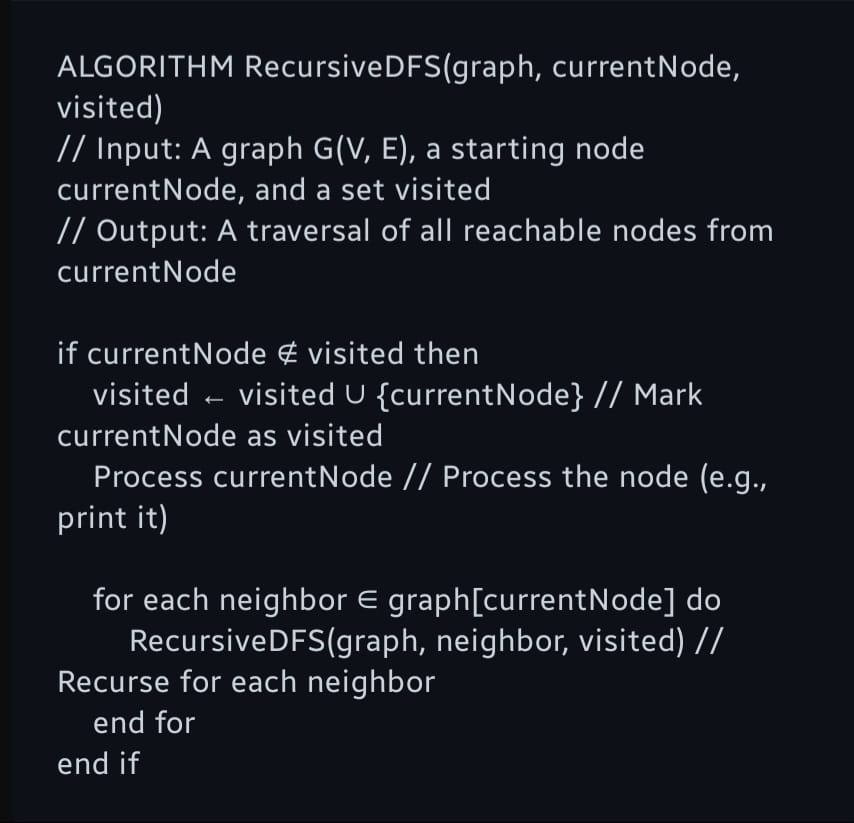 ALGORITHM RecursiveDFS(graph, currentNode,
visited)
// Input: A graph G(V, E), a starting node
currentNode, and a set visited
// Output: A traversal of all reachable nodes from
currentNode
if currentNode ∉ visited then
visited ← visited ∪ {currentNode} // Mark
currentNode as visited
Process currentNode // Process the node (e.g.,
print it)
for each neighbor ∈ graph[currentNode] do
RecursiveDFS(graph, neighbor, visited) //
Recurse for each neighbor
end for
end if